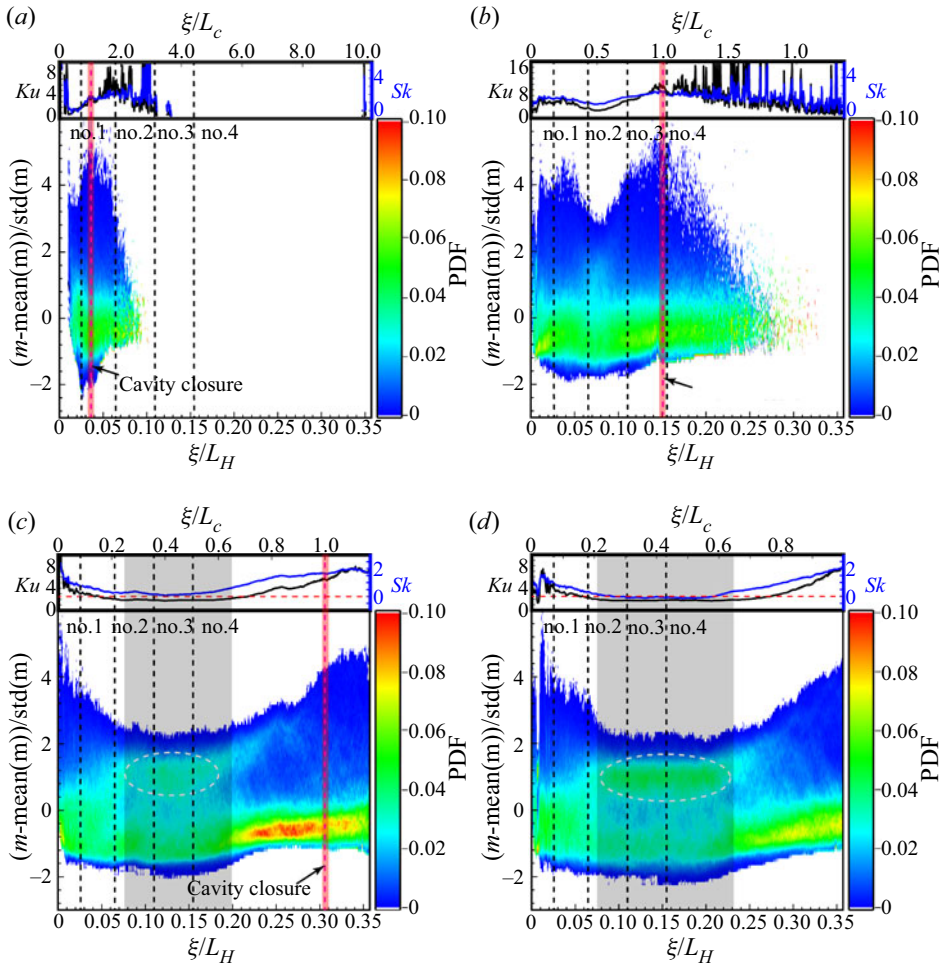 (a)
ξ/L_c
0 2.0 4.0 6.0 8.0 10.0
8
Ku 4
0
4
Sk
0
no.1 no.2 no.3 no.4
(m-mean(m))/std(m)
4
2
0
−2
Cavity closure
0 0.05 0.10 0.15 0.20 0.25 0.30 0.35
ξ/L_H
0.10
0.08
0.06
0.04
0.02
0
PDF
(b)
ξ/L_c
0 0.5 1.0 1.5 1.0
16
Ku 8
0
4
Sk
0
no.1 no.2 no.3 no.4
(m-mean(m))/std(m)
4
2
0
−2
0 0.05 0.10 0.15 0.20 0.25 0.30 0.35
ξ/L_H
0.10
0.08
0.06
0.04
0.02
0
PDF
(c)
ξ/L_c
0 0.2 0.4 0.6 0.8 1.0
8
Ku 4
0
2
Sk
0
no.1 no.2 no.3 no.4
(m-mean(m))/std(m)
4
2
0
−2
Cavity closure
0 0.05 0.10 0.15 0.20 0.25 0.30 0.35
ξ/L_H
0.10
0.08
0.06
0.04
0.02
0
PDF
(d)
ξ/L_c
0 0.2 0.4 0.6 0.8
8
Ku 4
0
2
Sk
0
no.1 no.2 no.3 no.4
(m-mean(m))/std(m)
4
2
0
−2
0 0.05 0.10 0.15 0.20 0.25 0.30 0.35
ξ/L_H
0.10
0.08
0.06
0.04
0.02
0
PDF